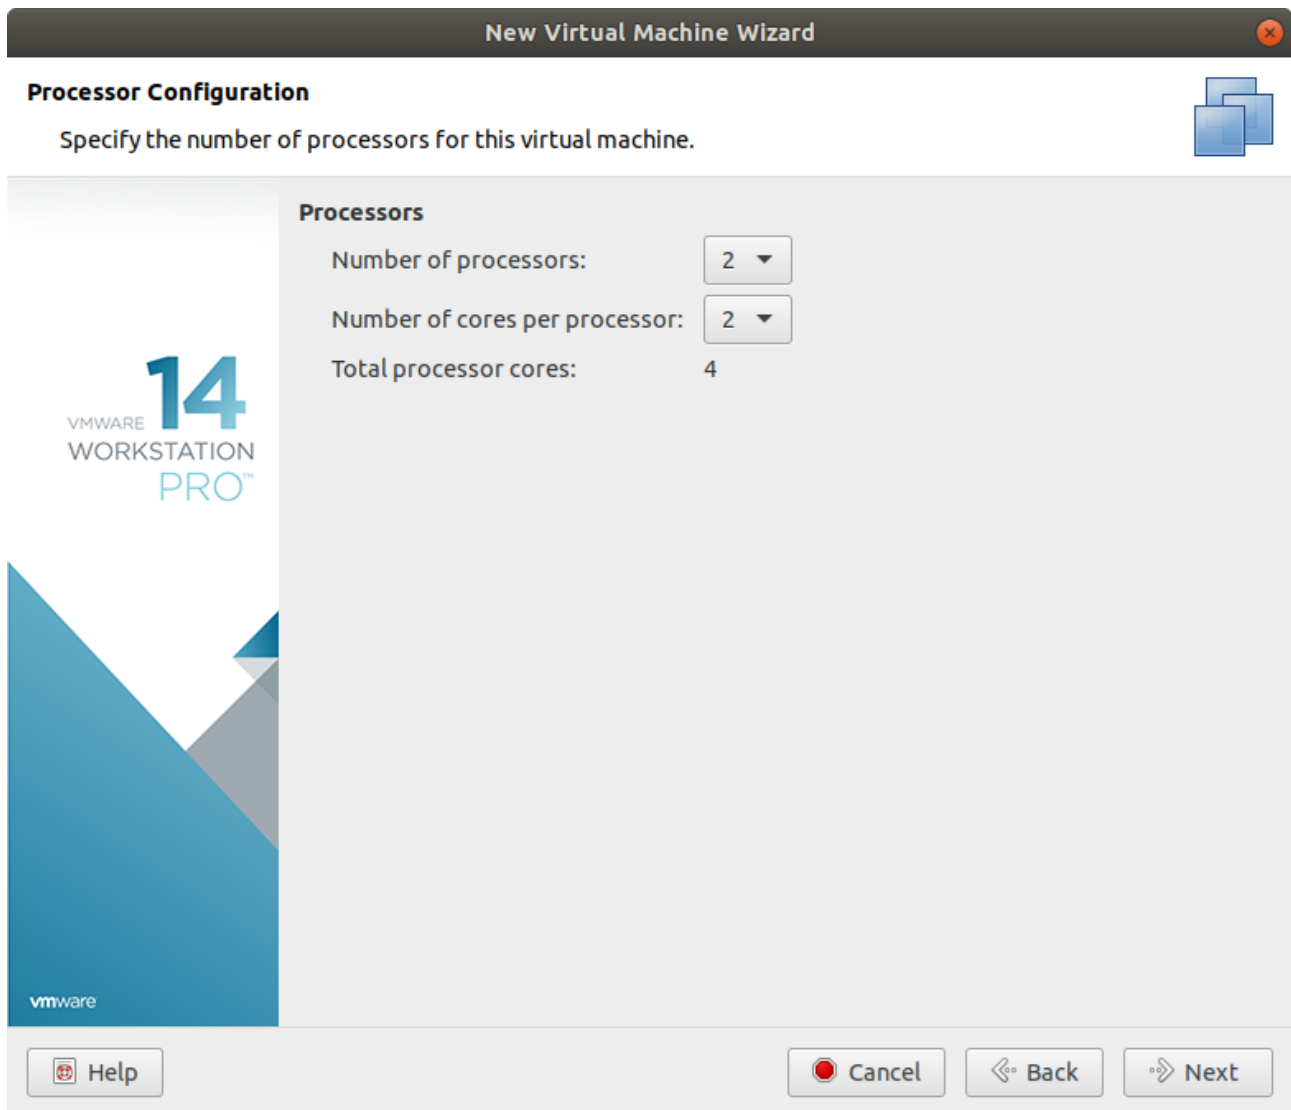 New Virtual Machine Wizard
Processor Configuration
Specify the number of processors for this virtual machine.
Processors
Number of processors: 2
Number of cores per processor: 2
Total processor cores: 4
VMWARE 14
WORKSTATION
PRO™
vmware
Help Cancel Back Next